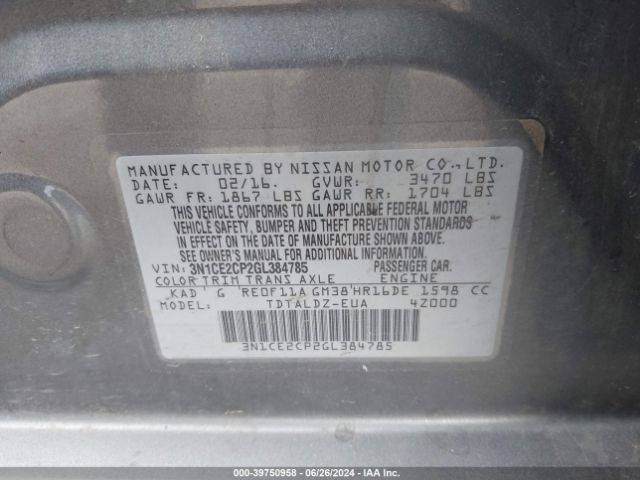 MANUFACTURED BY NISSAN MOTOR CO.,LTD.
DATE: 02/16. GVWR: 3470 LBS
GAWR FR: 1867 LBS GAWR RR: 1704 LBS
THIS VEHICLE CONFORMS TO ALL APPLICABLE FEDERAL MOTOR
VEHICLE SAFETY, BUMPER AND THEFT PREVENTION STANDARDS
IN EFFECT ON THE DATE OF MANUFACTURE SHOWN ABOVE.
SEE OWNER'S MANUAL FOR ADDITIONAL INFORMATION.
VIN: 3N1CE2CP2GL384785 PASSENGER CAR.
COLOR TRIM TRANS AXLE ENGINE
KAD G RE0F11A GM38 HR16DE 1598 CC
MODEL: TDTALDZ-EUA 4Z000
3N1CE2CP2GL384785
000-39750958 - 06/26/2024 - IAA Inc.